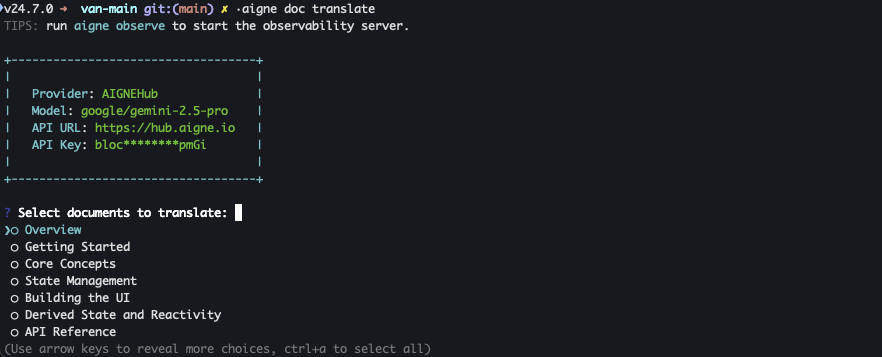 v24.7.0 ➜ van-main git:(main) ✗ ·aigne doc translate
TIPS: run aigne observe to start the observability server.
+------------------------------------+
|                                    |
|   Provider: AIGNEHub               |
|   Model: google/gemini-2.5-pro     |
|   API URL: https://hub.aigne.io    |
|   API Key: bloc********pmGi        |
|                                    |
+------------------------------------+
? Select documents to translate:
❯○ Overview
○ Getting Started
○ Core Concepts
○ State Management
○ Building the UI
○ Derived State and Reactivity
○ API Reference
(Use arrow keys to reveal more choices, ctrl+a to select all)